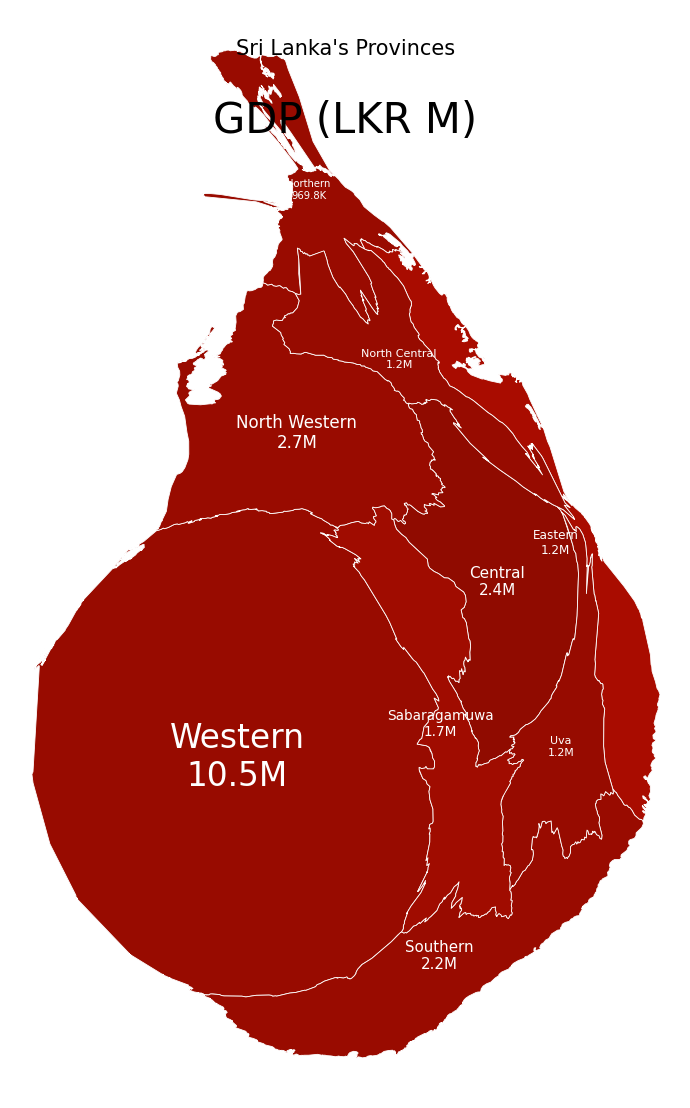 Sri Lanka's Provinces
GDP (LKR M)
Northern
969.8K
North Central
1.2M
North Western
2.7M
Eastern
1.2M
Central
2.4M
Sabaragamuwa
1.7M
Western
10.5M
Uva
1.2M
Southern
2.2M